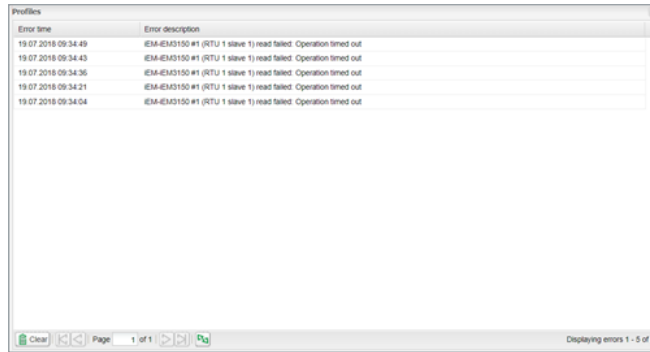 Profiles
Error time Error description
19.07.2018 09:34:49 iEM-iEM3150 #1 (RTU 1 slave 1) read failed: Operation timed out
19.07.2018 09:34:43 iEM-iEM3150 #1 (RTU 1 slave 1) read failed: Operation timed out
19.07.2018 09:34:36 iEM-iEM3150 #1 (RTU 1 slave 1) read failed: Operation timed out
19.07.2018 09:34:21 iEM-iEM3150 #1 (RTU 1 slave 1) read failed: Operation timed out
19.07.2018 09:34:04 iEM-iEM3150 #1 (RTU 1 slave 1) read failed: Operation timed out
Clear Page 1 of 1 Displaying errors 1 - 5 of